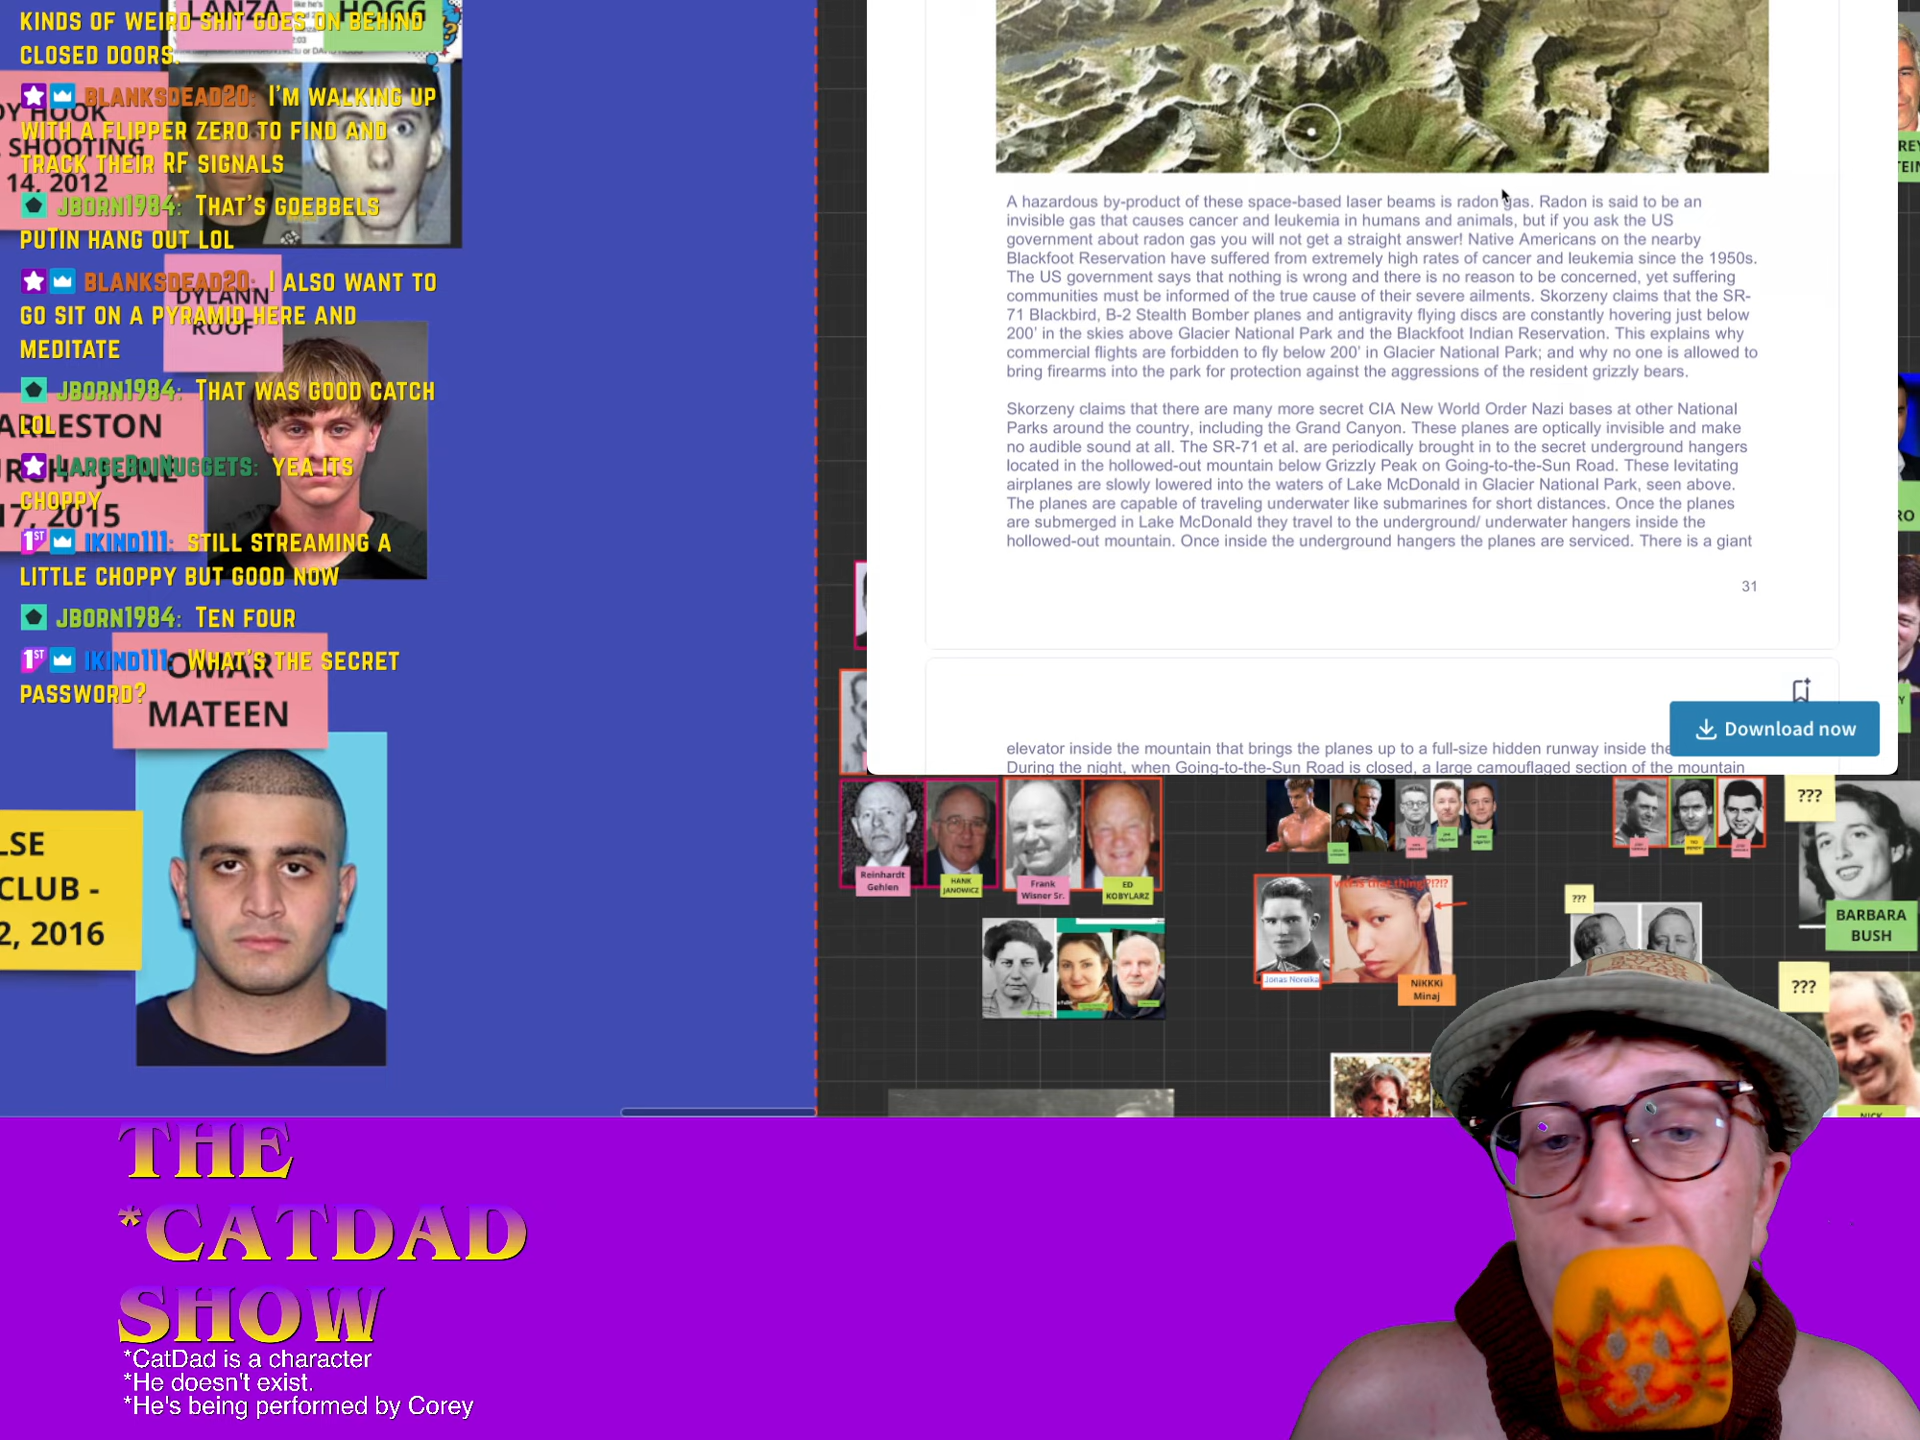 LANZA
HOGG
KINDS OF WEIRD SHIT GOES ON BEHIND
CLOSED DOORS.
BLANKSDEAD20: I'M WALKING UP
WITH A FLIPPER ZERO TO FIND AND
TRACK THEIR RF SIGNALS
JBORN1984: THAT'S GOEBBELS
PUTIN HANG OUT LOL
BLANKSDEAD20: I ALSO WANT TO
GO SIT ON A PYRAMID HERE AND
MEDITATE
JBORN1984: THAT WAS GOOD CATCH
LOL
LARGEBOINUGGETS: YEA ITS
CHOPPY
1ST IKIND111: STILL STREAMING A
LITTLE CHOPPY BUT GOOD NOW
JBORN1984: TEN FOUR
1ST IKIND111: WHAT'S THE SECRET
PASSWORD?
DY HOOK
SHOOTING
14, 2012
DYLANN
ROOF
ARLESTON
JUNE
17, 2015
OMAR
MATEEN
LSE
CLUB -
2, 2016
A hazardous by-product of these space-based laser beams is radon gas. Radon is said to be an
invisible gas that causes cancer and leukemia in humans and animals, but if you ask the US
government about radon gas you will not get a straight answer! Native Americans on the nearby
Blackfoot Reservation have suffered from extremely high rates of cancer and leukemia since the 1950s.
The US government says that nothing is wrong and there is no reason to be concerned, yet suffering
communities must be informed of the true cause of their severe ailments. Skorzeny claims that the SR-
71 Blackbird, B-2 Stealth Bomber planes and antigravity flying discs are constantly hovering just below
200' in the skies above Glacier National Park and the Blackfoot Indian Reservation. This explains why
commercial flights are forbidden to fly below 200' in Glacier National Park; and why no one is allowed to
bring firearms into the park for protection against the aggressions of the resident grizzly bears.
Skorzeny claims that there are many more secret CIA New World Order Nazi bases at other National
Parks around the country, including the Grand Canyon. These planes are optically invisible and make
no audible sound at all. The SR-71 et al. are periodically brought in to the secret underground hangers
located in the hollowed-out mountain below Grizzly Peak on Going-to-the-Sun Road. These levitating
airplanes are slowly lowered into the waters of Lake McDonald in Glacier National Park, seen above.
The planes are capable of traveling underwater like submarines for short distances. Once the planes
are submerged in Lake McDonald they travel to the underground/ underwater hangers inside the
hollowed-out mountain. Once inside the underground hangers the planes are serviced. There is a giant
31
Download now
elevator inside the mountain that brings the planes up to a full-size hidden runway inside the
During the night, when Going-to-the-Sun Road is closed, a large camouflaged section of the mountain
Reinhardt
Gehlen
HANK
JANOWICZ
Frank
Wisner Sr.
ED
KOBYLARZ
Jonas Noreika
is that thing?!?!?
NiKKKi
Minaj
???
???
BARBARA
BUSH
???
NICK
THE
*CATDAD
SHOW
*CatDad is a character
*He doesn't exist.
*He's being performed by Corey